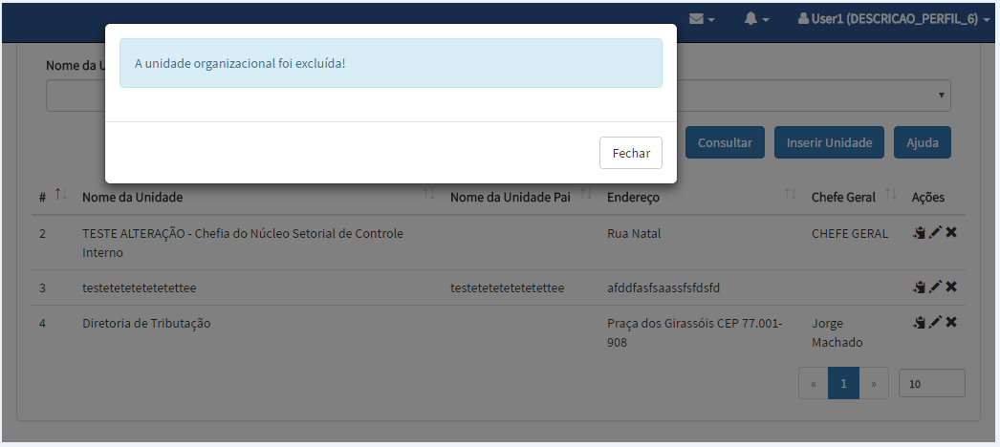 User1 (DESCRICAO_PERFIL_6)
A unidade organizacional foi excluída!
Nome da U
Fechar
Consultar Inserir Unidade Ajuda
# Nome da Unidade Nome da Unidade Pai Endereço Chefe Geral Ações
2 TESTE ALTERAÇÃO - Chefia do Núcleo Setorial de Controle Rua Natal CHEFE GERAL
Interno
3 testetetetetetetettee testetetetetetetettee afddfasfsaassfsfdsfd
4 Diretoria de Tributação Praça dos Girassóis CEP 77.001- Jorge
908 Machado
« 1 » 10